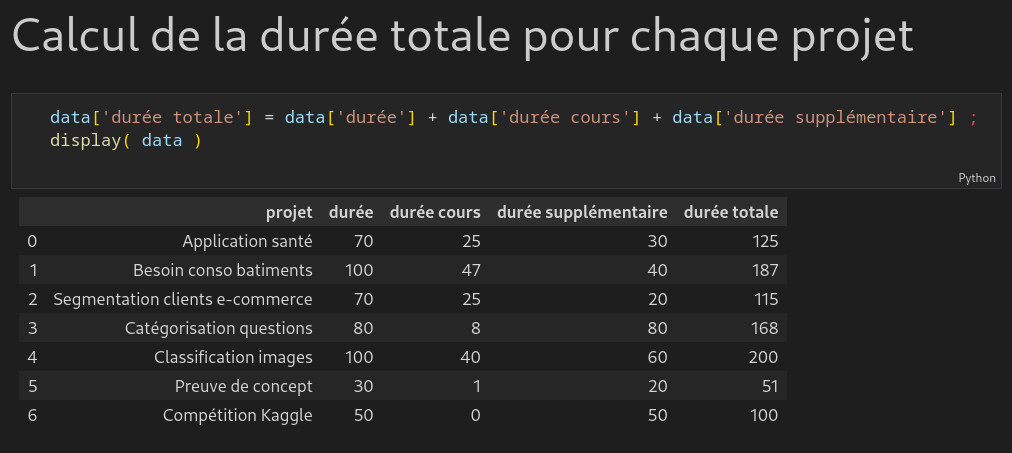 Calcul de la durée totale pour chaque projet
data['durée totale'] = data['durée'] + data['durée cours'] + data['durée supplémentaire'] ;
display( data )
Python
projet durée durée cours durée supplémentaire durée totale
0 Application santé 70 25 30 125
1 Besoin conso batiments 100 47 40 187
2 Segmentation clients e-commerce 70 25 20 115
3 Catégorisation questions 80 8 80 168
4 Classification images 100 40 60 200
5 Preuve de concept 30 1 20 51
6 Compétition Kaggle 50 0 50 100